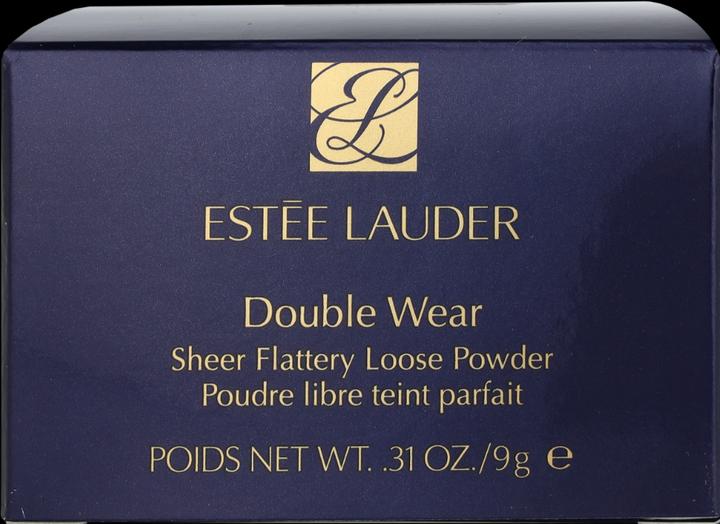 EL
ESTĒE LAUDER
Double Wear
Sheer Flattery Loose Powder
Poudre libre teint parfait
POIDS NET WT. .31 OZ./9g ℮